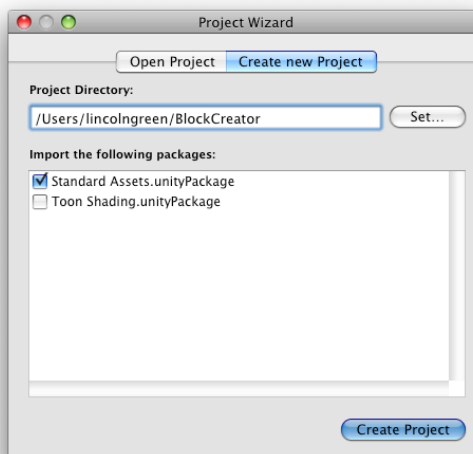 Project Wizard
Open Project Create new Project
Project Directory:
/Users/lincolngreen/BlockCreator Set...
Import the following packages:
Standard Assets.unityPackage
Toon Shading.unityPackage
Create Project